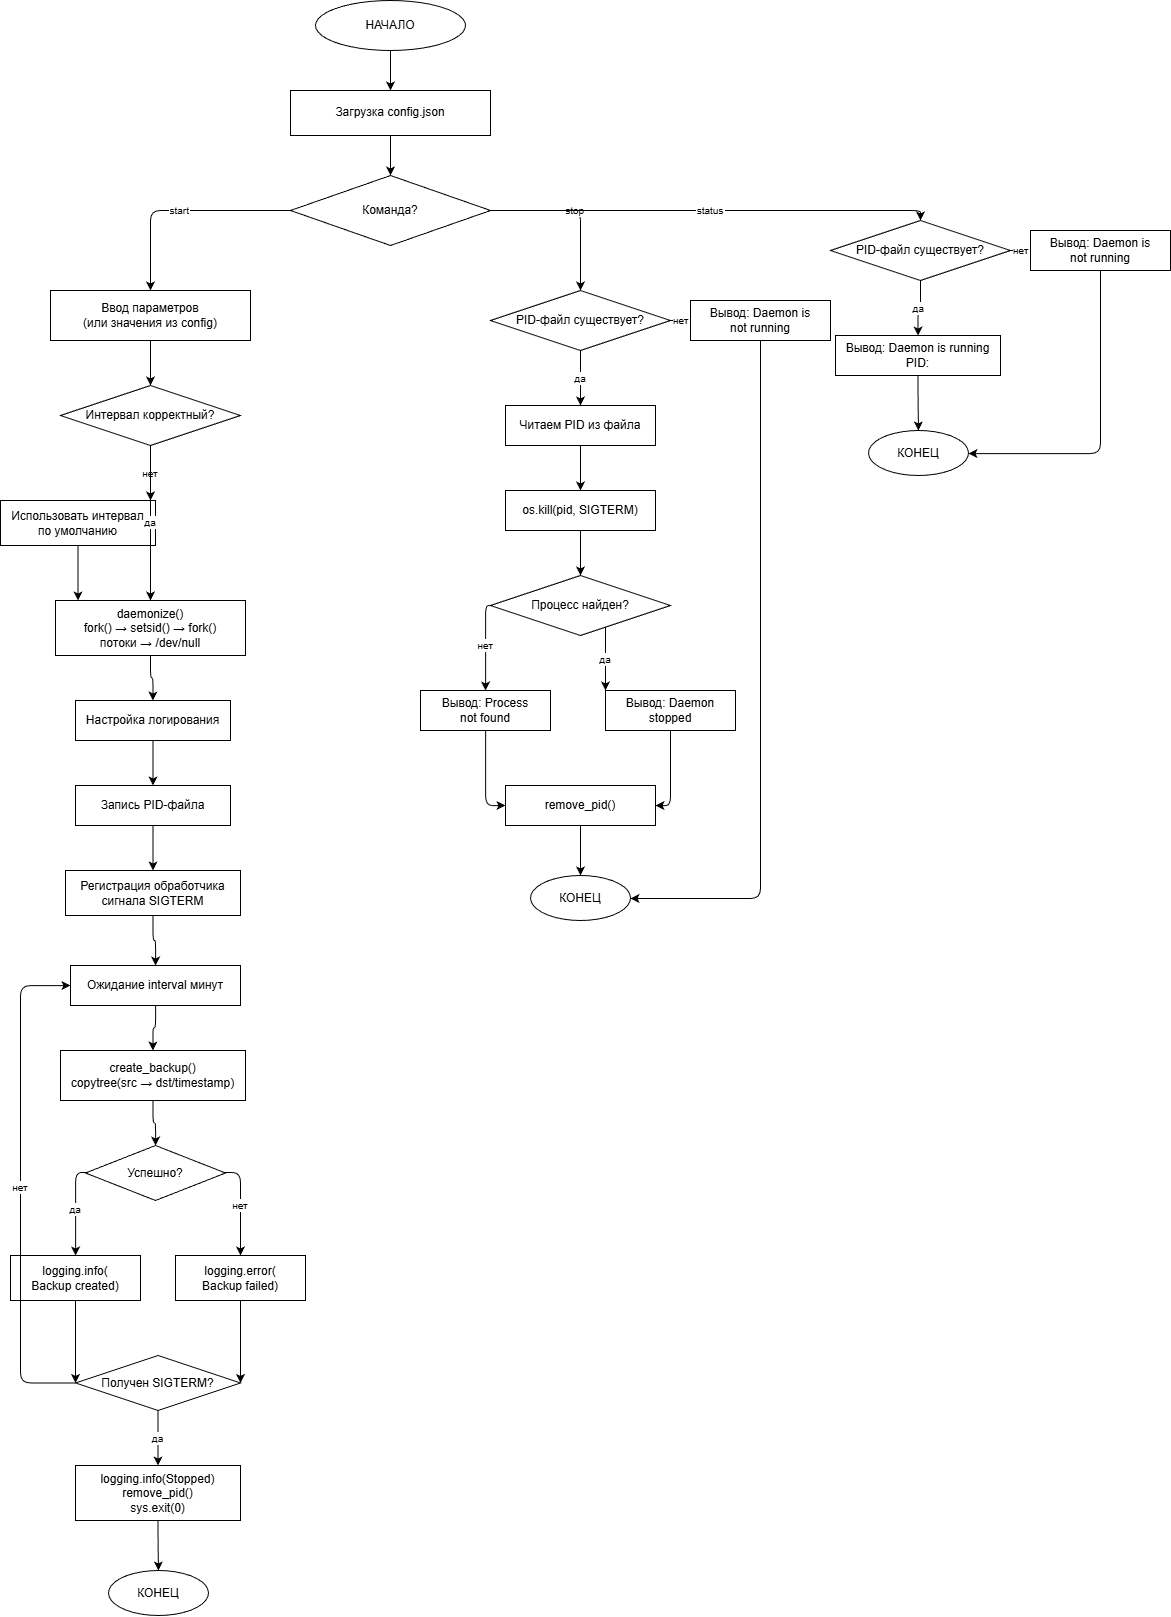 НАЧАЛО
Загрузка config.json
Команда?
start
stop
status
PID-файл существует?
нет
Вывод: Daemon is
not running
да
Вывод: Daemon is running
PID:
КОНЕЦ
PID-файл существует?
нет
Вывод: Daemon is
not running
да
Читаем PID из файла
os.kill(pid, SIGTERM)
Процесс найден?
нет
да
Вывод: Process
not found
Вывод: Daemon
stopped
remove_pid()
КОНЕЦ
Ввод параметров
(или значения из config)
Интервал корректный?
нет
Использовать интервал
по умолчанию
да
daemonize()
fork() → setsid() → fork()
потоки → /dev/null
Настройка логирования
Запись PID-файла
Регистрация обработчика
сигнала SIGTERM
Ожидание interval минут
create_backup()
copytree(src → dst/timestamp)
Успешно?
да
нет
logging.info(
Backup created)
logging.error(
Backup failed)
Получен SIGTERM?
нет
да
logging.info(Stopped)
remove_pid()
sys.exit(0)
КОНЕЦ